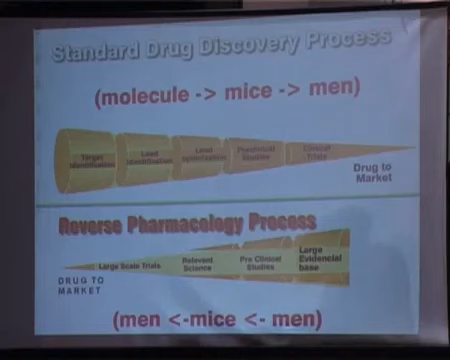 Standard Drug Discovery Process
(molecule -> mice -> men)
Target Identification
Lead Identification
Lead optimization
Preclinical Studies
Clinical Trials
Drug to Market
Reverse Pharmacology Process
Large Scale Trials
Relevant Science
Pre Clinical Studies
Large Evidencial base
DRUG TO MARKET
(men <-mice <- men)